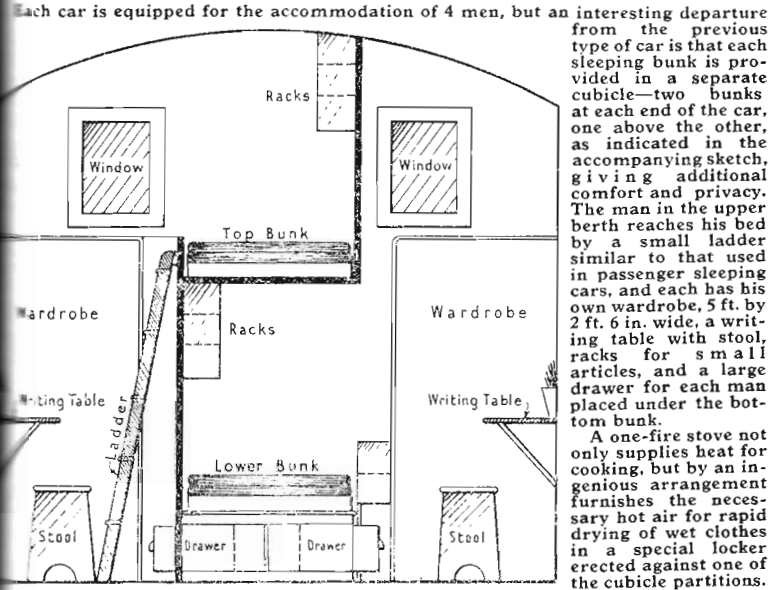 Each car is equipped for the accommodation of 4 men, but an interesting departure
from the previous
type of car is that each
sleeping bunk is pro-
vided in a separate
cubicle—two bunks
at each end of the car,
one above the other,
as indicated in the
accompanying sketch,
giving additional
comfort and privacy.
The man in the upper
berth reaches his bed
by a small ladder
similar to that used
in passenger sleeping
cars, and each has his
own wardrobe, 5 ft. by
2 ft. 6 in. wide, a writ-
ing table with stool,
racks for small
articles, and a large
drawer for each man
placed under the bot-
tom bunk.
A one-fire stove not
only supplies heat for
cooking, but by an in-
genious arrangement
furnishes the neces-
sary hot air for rapid
drying of wet clothes
in a special locker
erected against one of
the cubicle partitions.
Racks
Window
Window
Top Bunk
Wardrobe
Racks
Wardrobe
Writing Table
Ladder
Writing Table
Lower Bunk
Stool
Drawer
Drawer
Stool